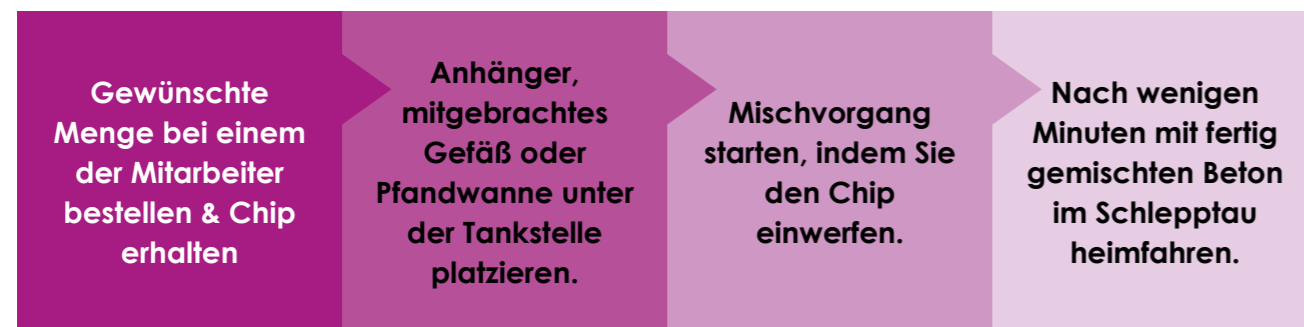 Gewünschte
Menge bei einem
der Mitarbeiter
bestellen & Chip
erhalten
Anhänger,
mitgebrachtes
Gefäß oder
Pfandwanne unter
der Tankstelle
platzieren.
Mischvorgang
starten, indem Sie
den Chip
einwerfen.
Nach wenigen
Minuten mit fertig
gemischten Beton
im Schlepptau
heimfahren.